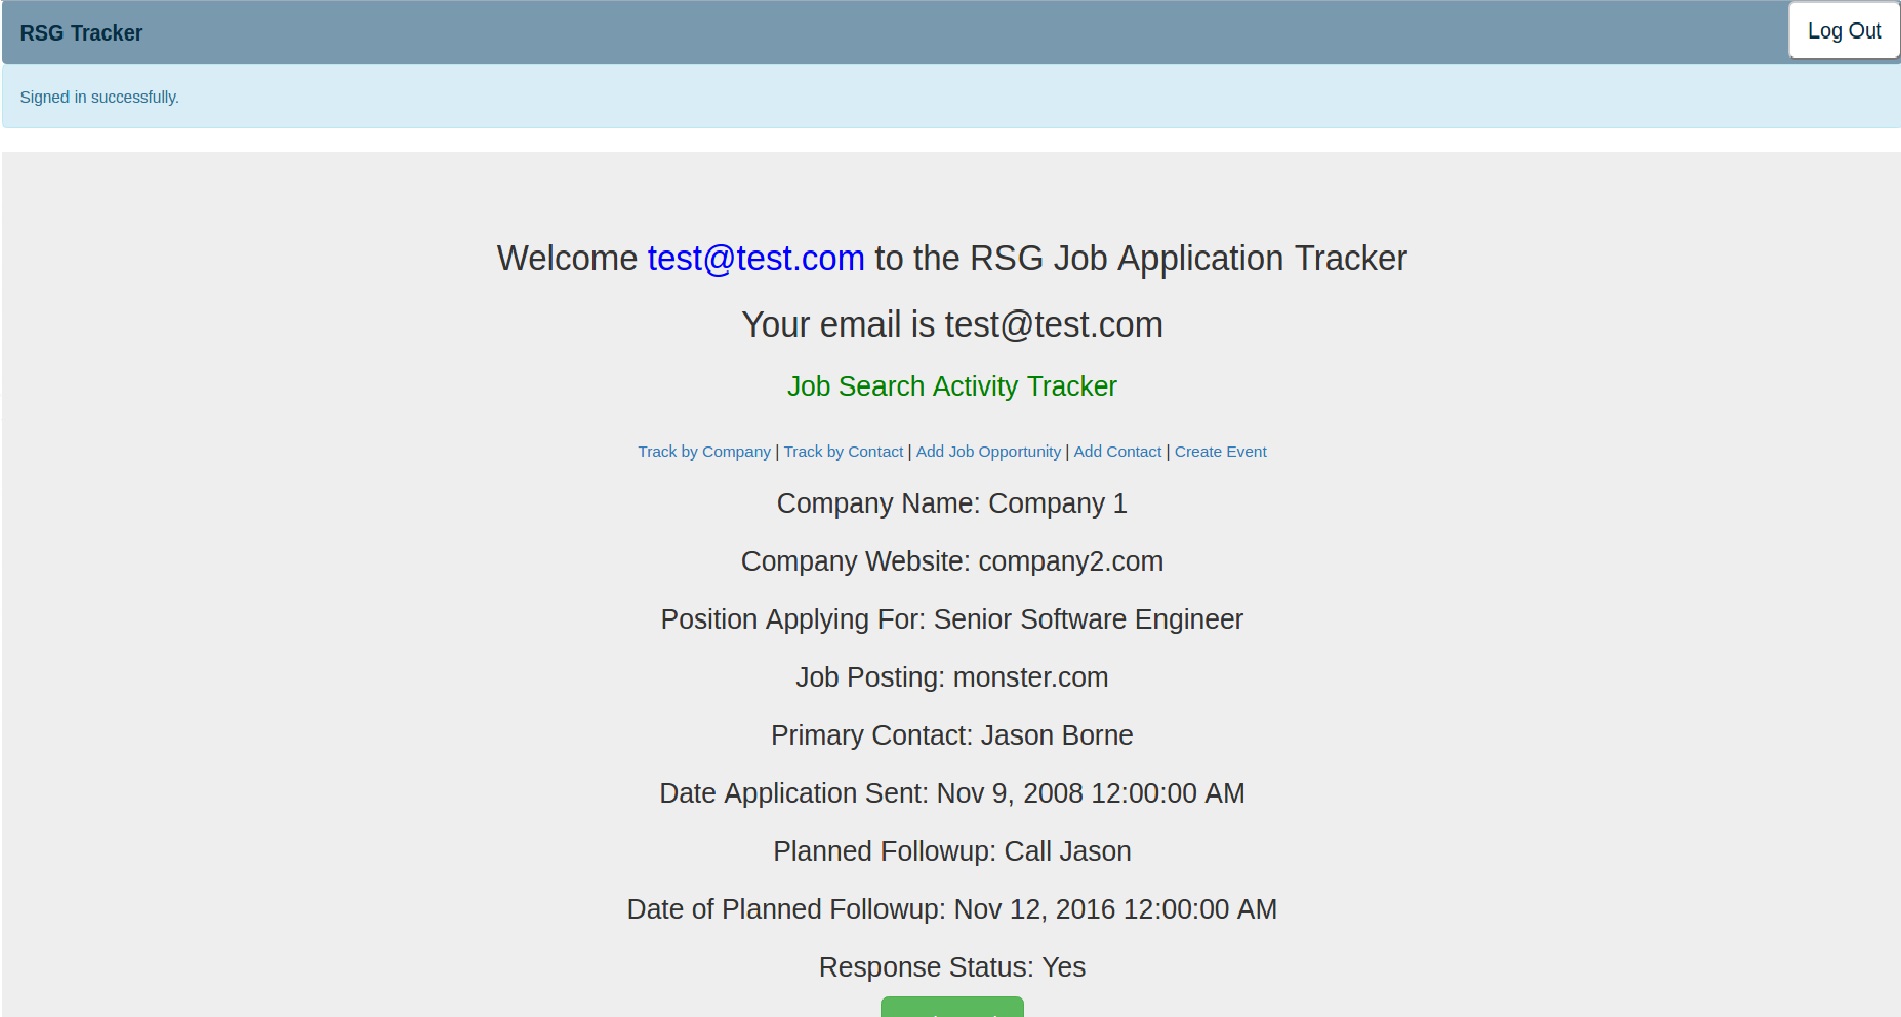 RSG Tracker
Log Out
Signed in successfully.
Welcome test@test.com to the RSG Job Application Tracker
Your email is test@test.com
Job Search Activity Tracker
Track by Company | Track by Contact | Add Job Opportunity | Add Contact | Create Event
Company Name: Company 1
Company Website: company2.com
Position Applying For: Senior Software Engineer
Job Posting: monster.com
Primary Contact: Jason Borne
Date Application Sent: Nov 9, 2008 12:00:00 AM
Planned Followup: Call Jason
Date of Planned Followup: Nov 12, 2016 12:00:00 AM
Response Status: Yes